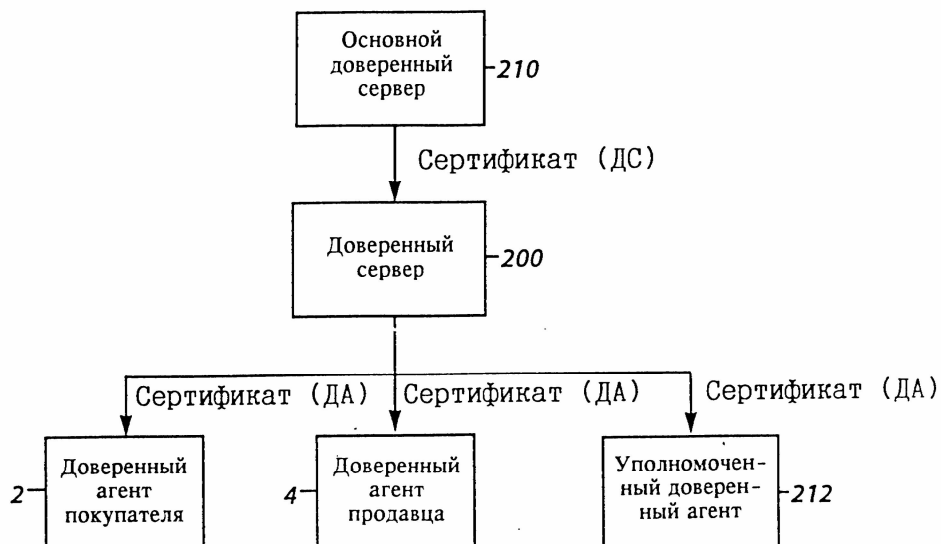 Основной
доверенный
сервер
210
Сертификат (ДС)
Доверенный
сервер
200
Сертификат (ДА) Сертификат (ДА) Сертификат (ДА)
Доверенный
агент
покупателя
2
Доверенный
агент
продавца
4
Уполномочен-
ный доверен-
ный агент
212